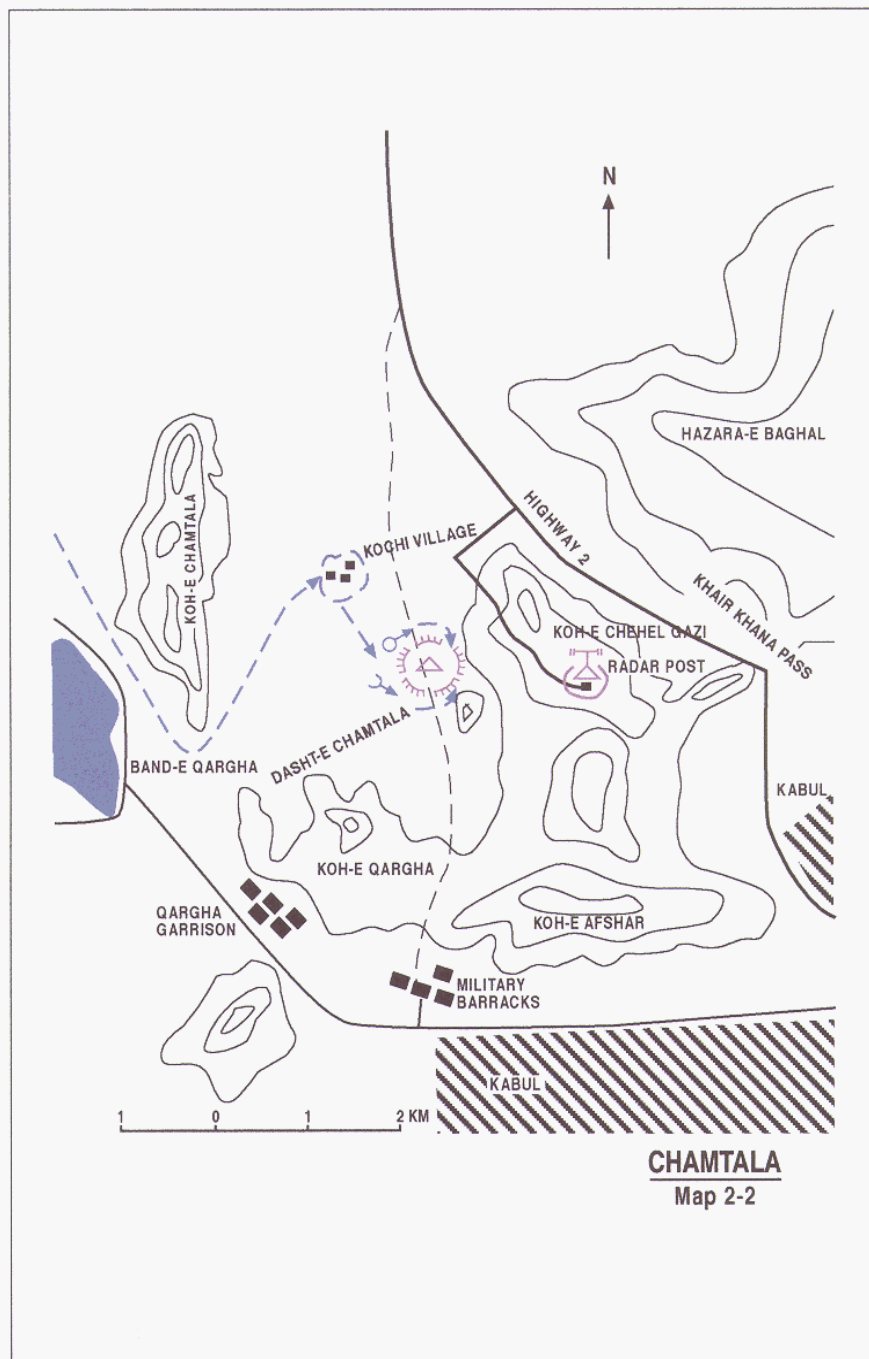 N
HAZARA-E BAGHAL
KOH-E CHAMTALA
HIGHWAY 2
KOCHI VILLAGE
KHAIR KHANA PASS
KOH-E CHEHEL QAZI
RADAR POST
DASHT-E CHAMTALA
BAND-E QARGHA
KABUL
KOH-E QARGHA
QARGHA
GARRISON
KOH-E AFSHAR
MILITARY
BARRACKS
KABUL
1 0 1 2 KM
CHAMTALA
Map 2-2